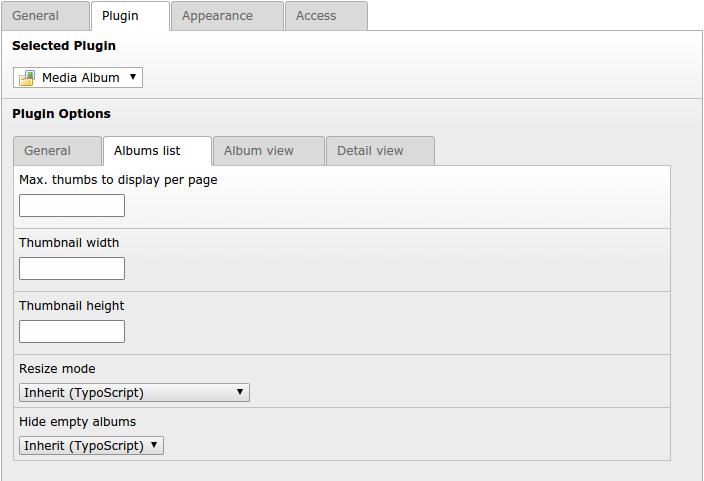 General Plugin Appearance Access
Selected Plugin
Media Album
Plugin Options
General Albums list Album view Detail view
Max. thumbs to display per page
Thumbnail width
Thumbnail height
Resize mode
Inherit (TypoScript)
Hide empty albums
Inherit (TypoScript)